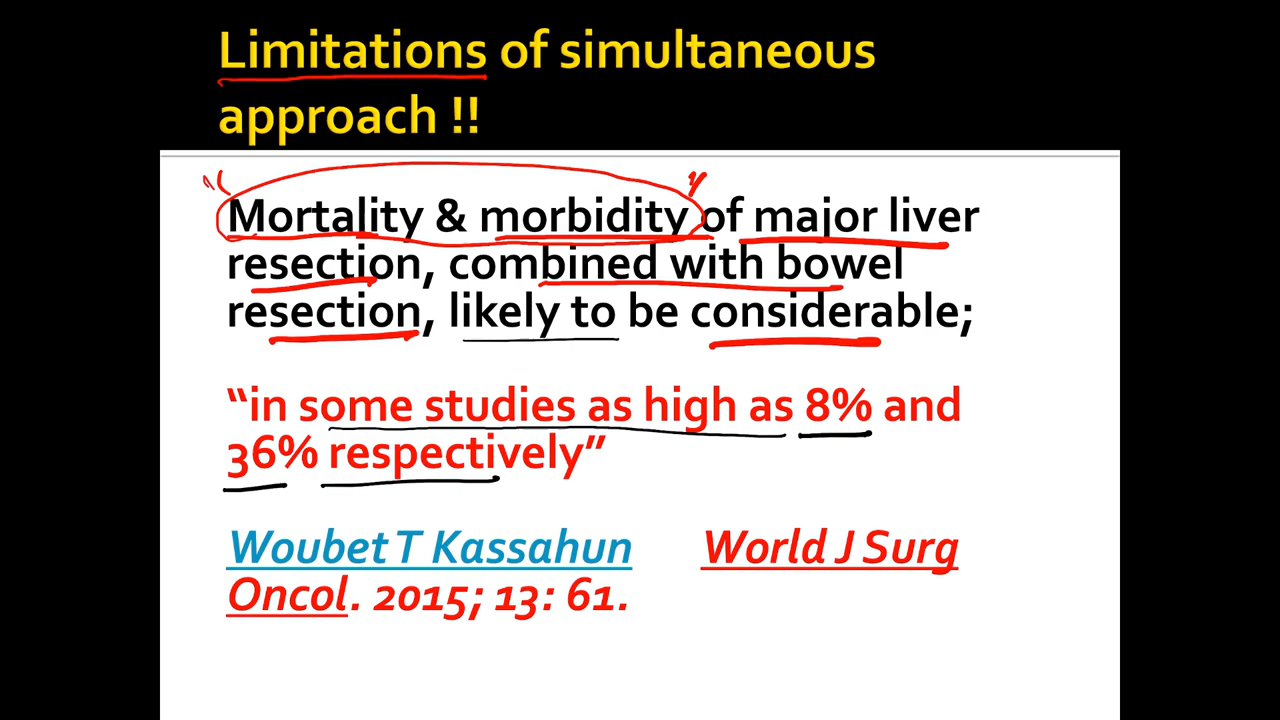 Limitations of simultaneous
approach !!
Mortality & morbidity of major liver
resection, combined with bowel
resection, likely to be considerable;
“in some studies as high as 8% and
36% respectively”
Woubet T Kassahun World J Surg
Oncol. 2015; 13: 61.